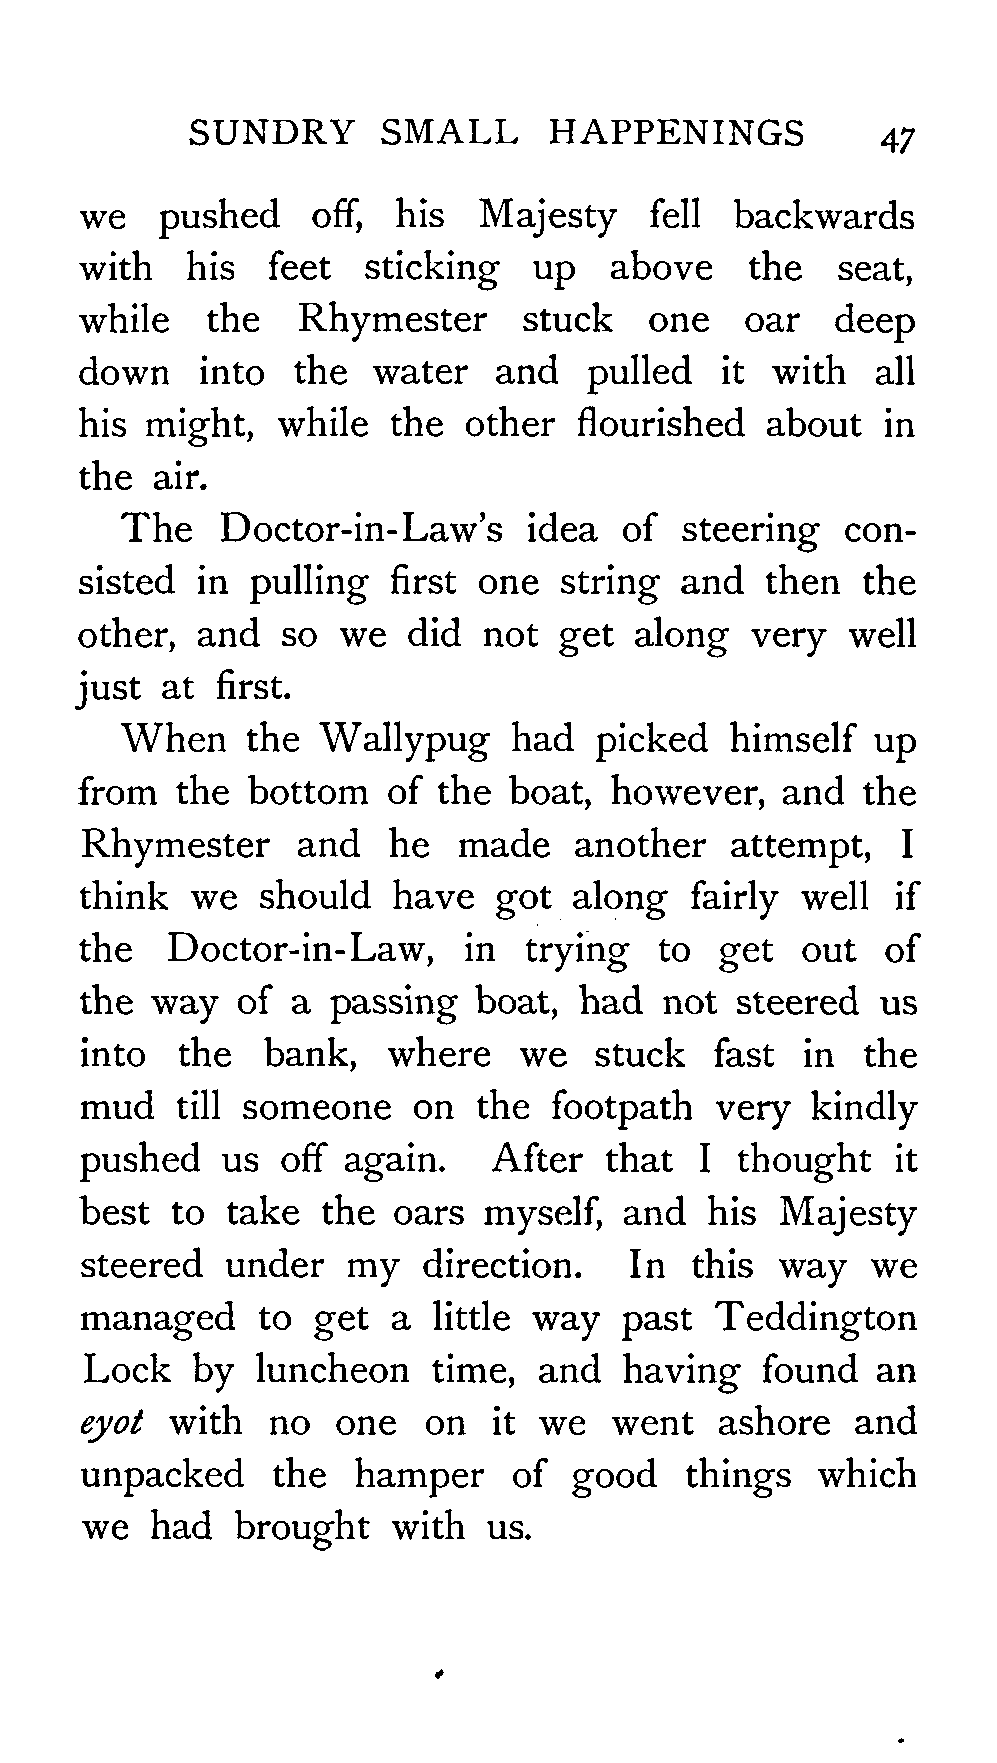 SUNDRY SMALL HAPPENINGS 47
we pushed off, his Majesty fell backwards
with his feet sticking up above the seat,
while the Rhymester stuck one oar deep
down into the water and pulled it with all
his might, while the other flourished about in
the air.
The Doctor-in-Law's idea of steering con-
sisted in pulling first one string and then the
other, and so we did not get along very well
just at first.
When the Wallypug had picked himself up
from the bottom of the boat, however, and the
Rhymester and he made another attempt, I
think we should have got along fairly well if
the Doctor-in-Law, in trying to get out of
the way of a passing boat, had not steered us
into the bank, where we stuck fast in the
mud till someone on the footpath very kindly
pushed us off again. After that I thought it
best to take the oars myself, and his Majesty
steered under my direction. In this way we
managed to get a little way past Teddington
Lock by luncheon time, and having found an
eyot with no one on it we went ashore and
unpacked the hamper of good things which
we had brought with us.